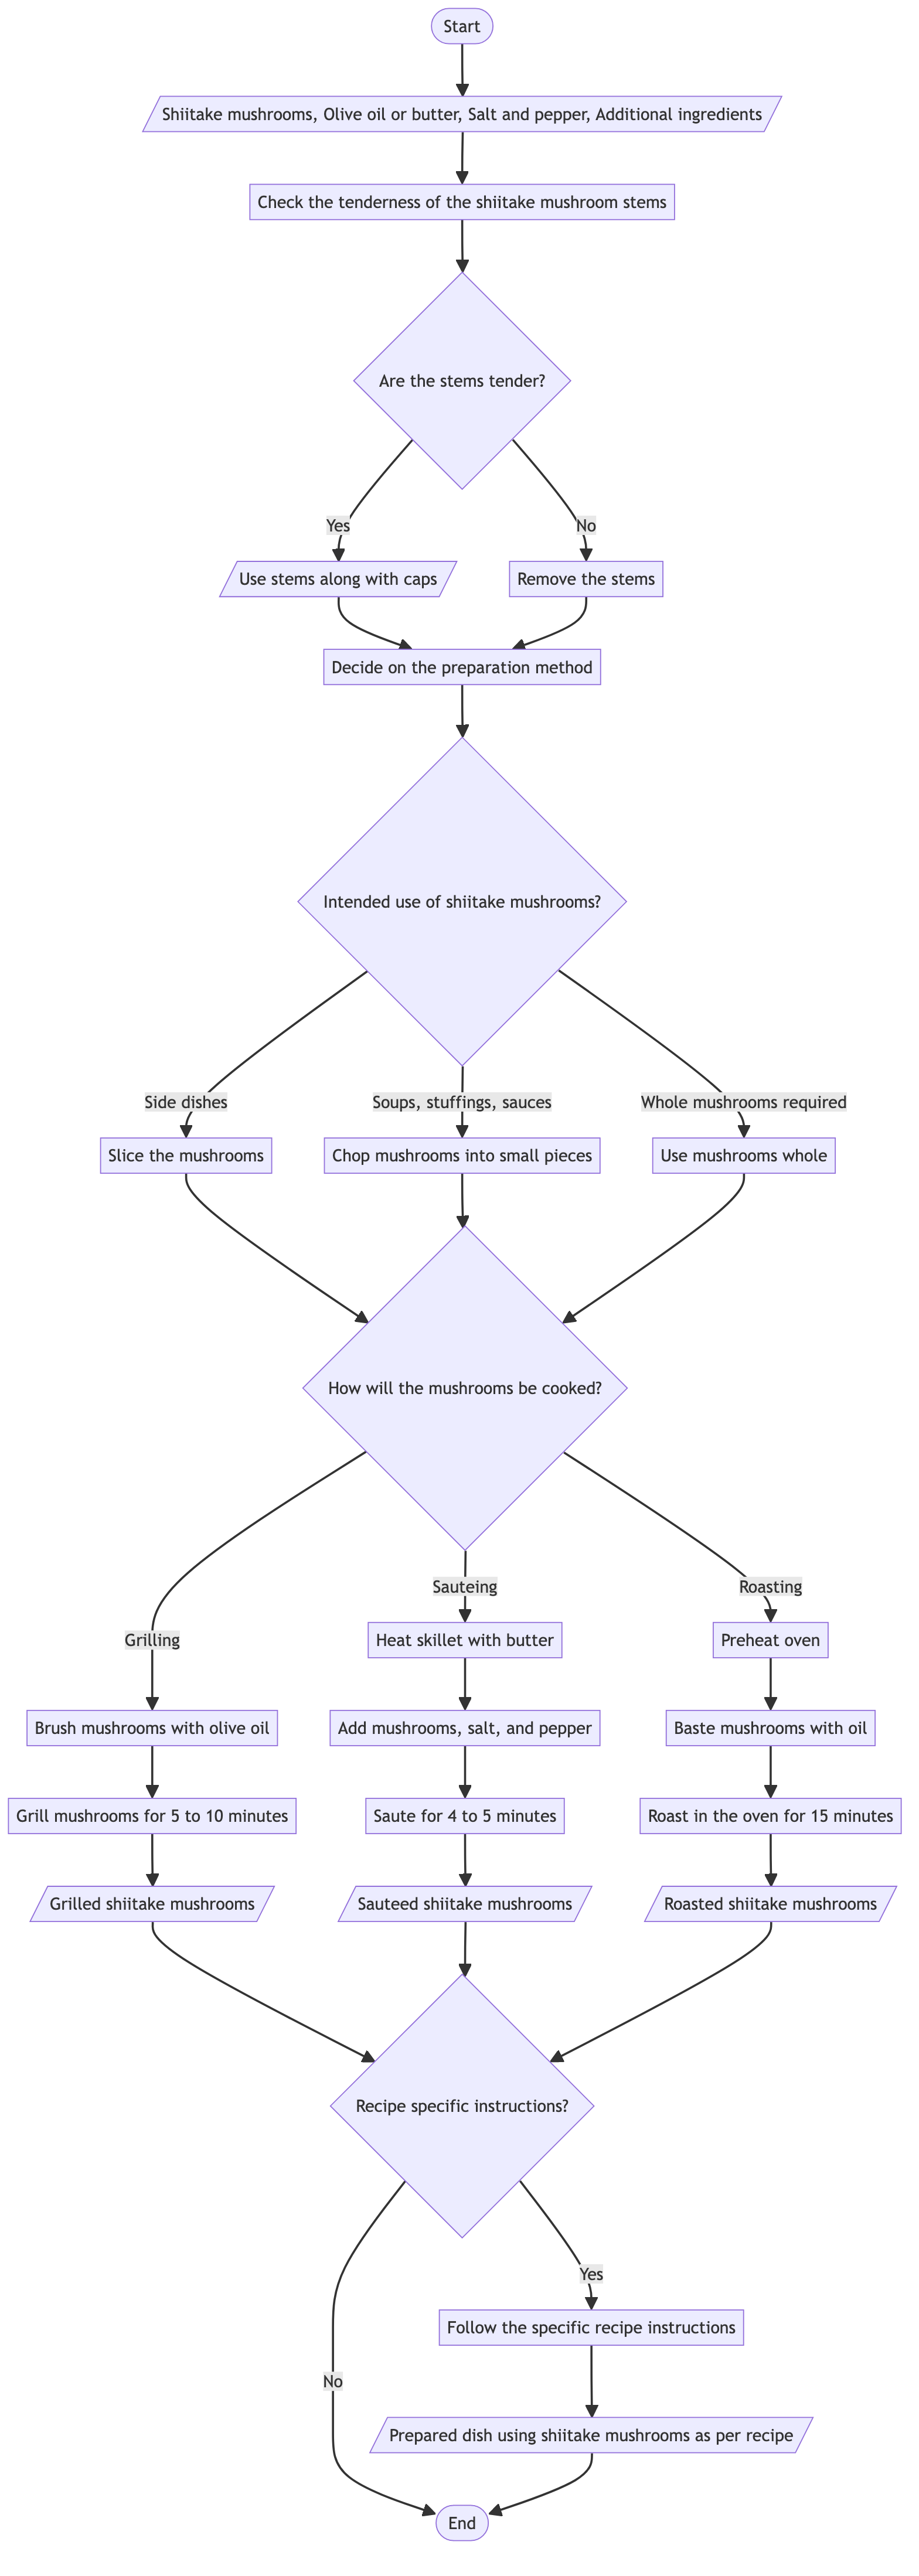 Start
Shiitake mushrooms, Olive oil or butter, Salt and pepper, Additional ingredients
Check the tenderness of the shiitake mushroom stems
Are the stems tender?
Yes
No
Use stems along with caps
Remove the stems
Decide on the preparation method
Intended use of shiitake mushrooms?
Side dishes
Soups, stuffings, sauces
Whole mushrooms required
Slice the mushrooms
Chop mushrooms into small pieces
Use mushrooms whole
How will the mushrooms be cooked?
Sauteing
Roasting
Grilling
Heat skillet with butter
Preheat oven
Brush mushrooms with olive oil
Add mushrooms, salt, and pepper
Baste mushrooms with oil
Grill mushrooms for 5 to 10 minutes
Saute for 4 to 5 minutes
Roast in the oven for 15 minutes
Grilled shiitake mushrooms
Sauteed shiitake mushrooms
Roasted shiitake mushrooms
Recipe specific instructions?
Yes
Follow the specific recipe instructions
No
Prepared dish using shiitake mushrooms as per recipe
End